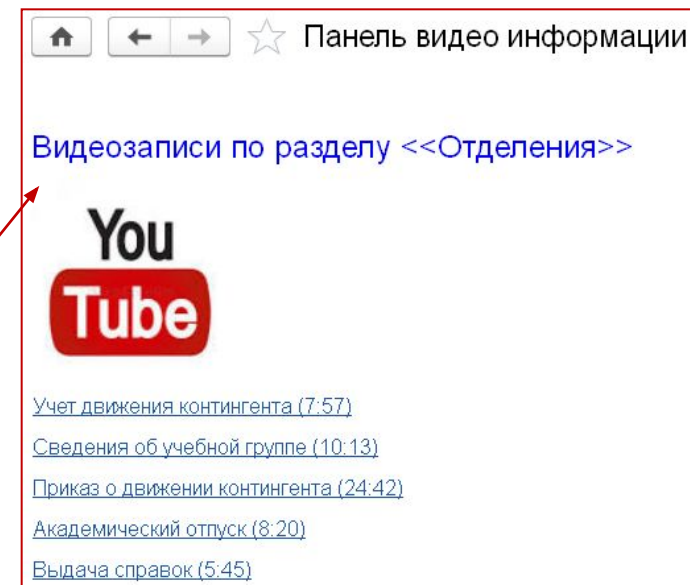 Панель видео информации
Видеозаписи по разделу <<Отделения>>
You
Tube
Учет движения контингента (7:57)
Сведения об учебной группе (10:13)
Приказ о движении контингента (24:42)
Академический отпуск (8:20)
Выдача справок (5:45)